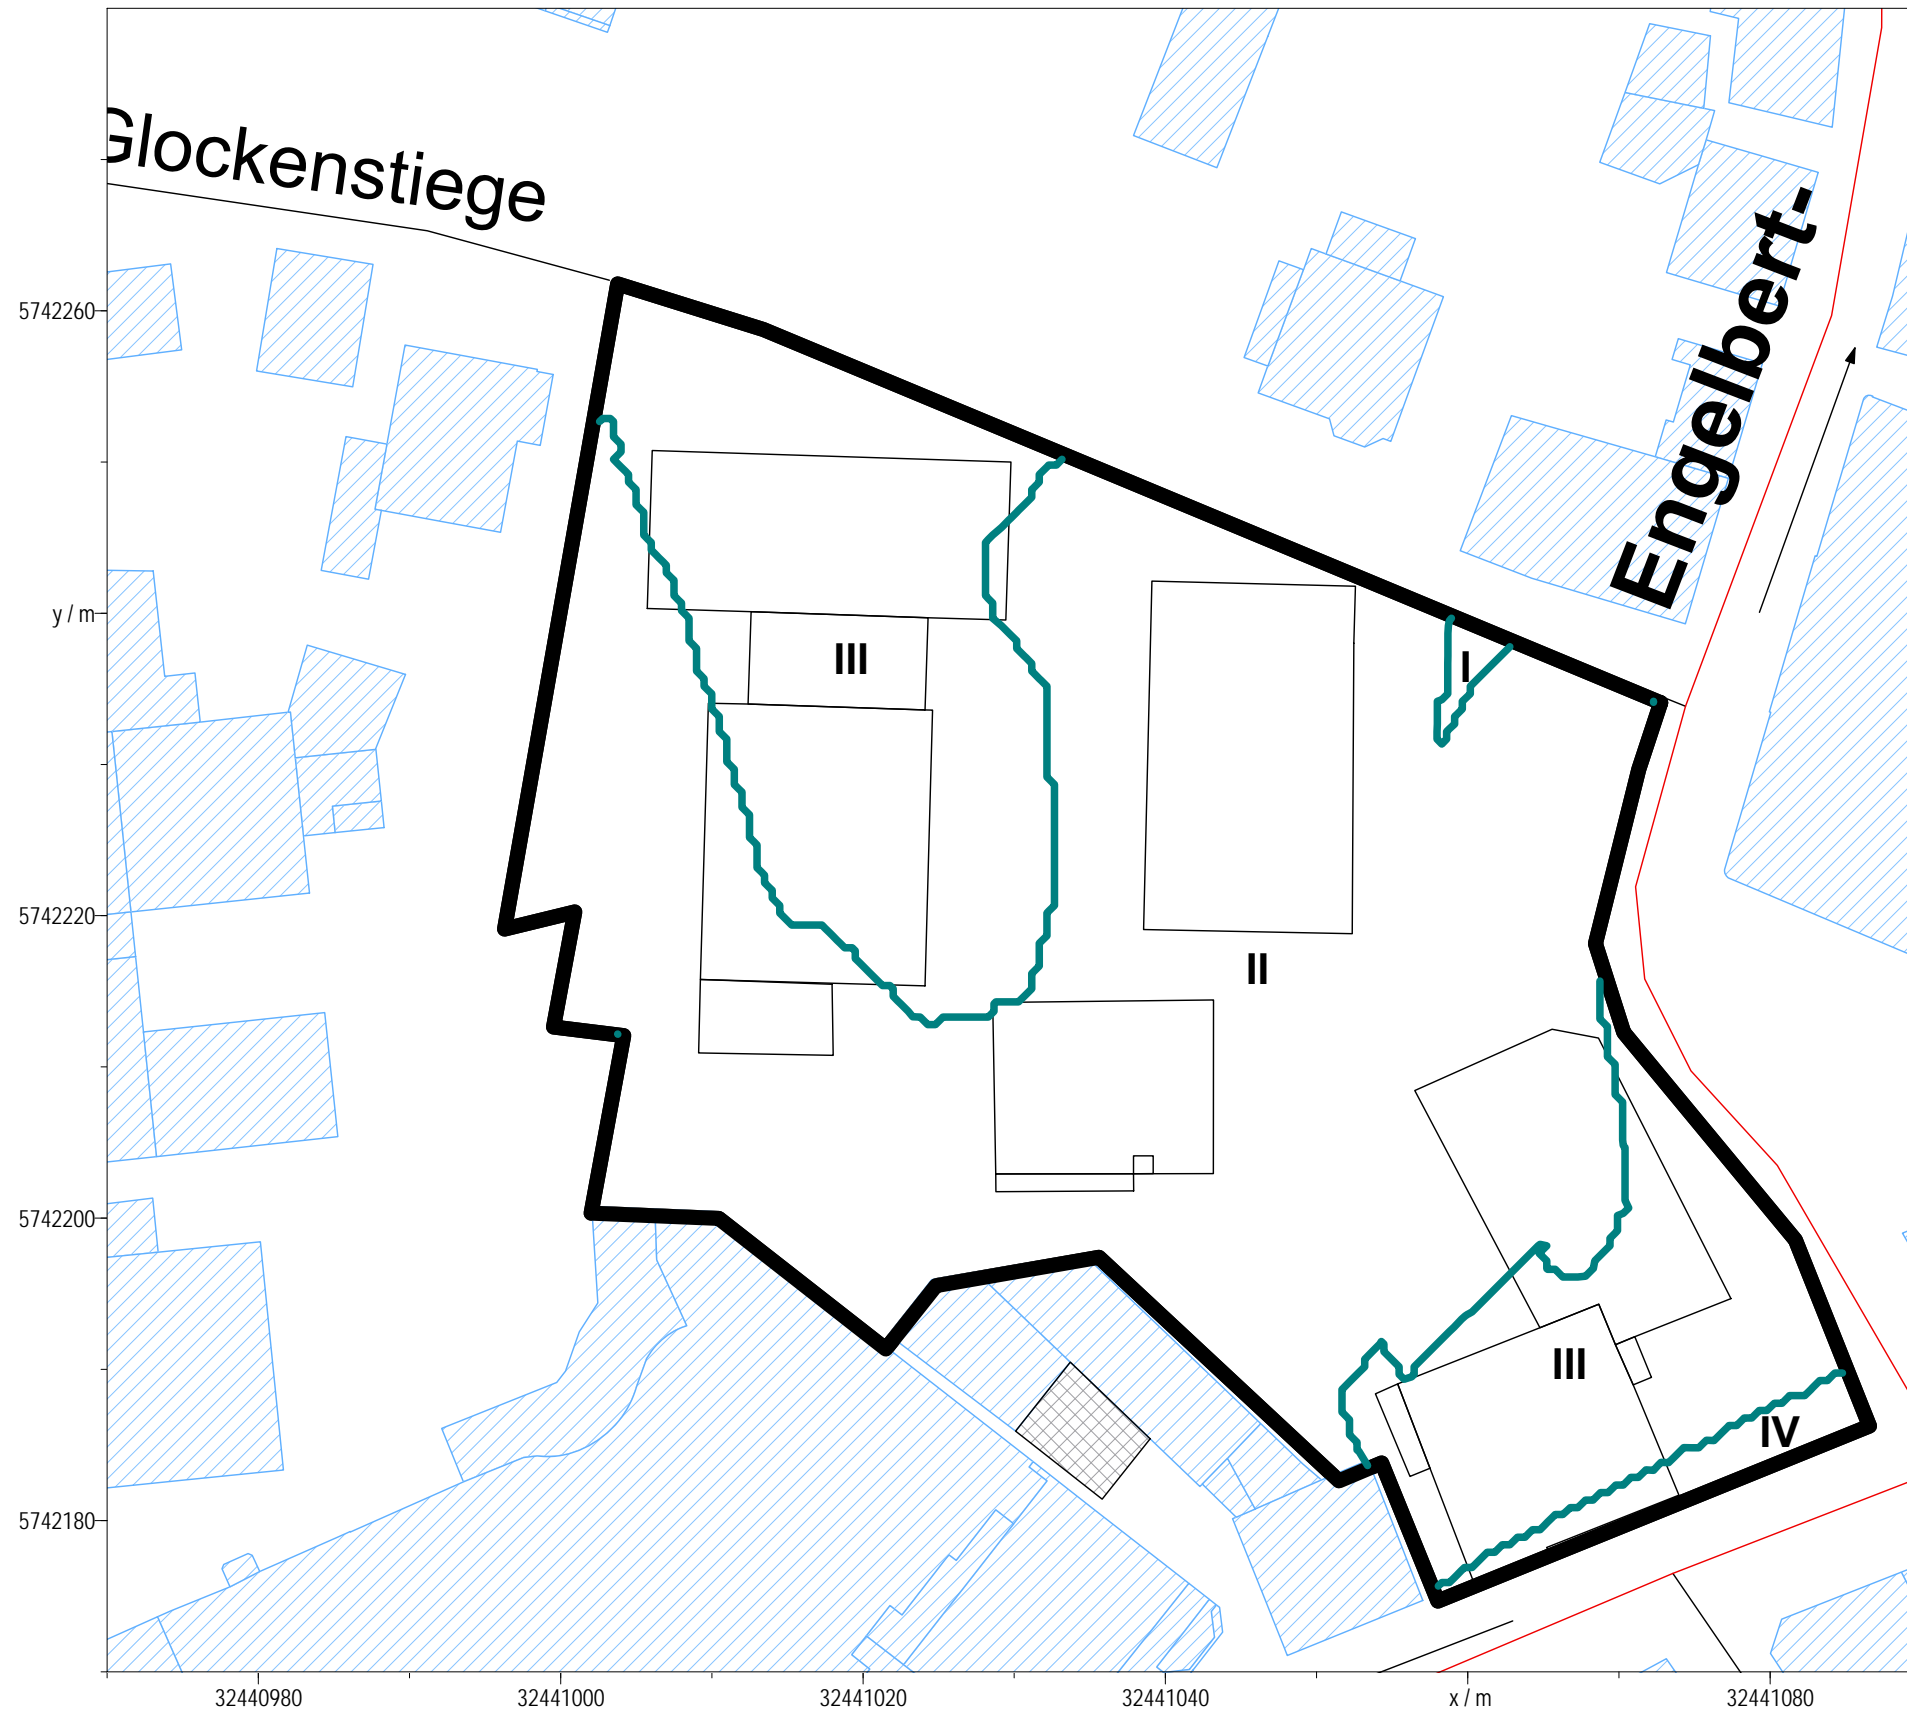 Glockenstiege
Engelbert-
5742260
y / m
III
I
5742220
II
5742200
III
IV
5742180
32440980
32441000
32441020
32441040
x / m
32441080